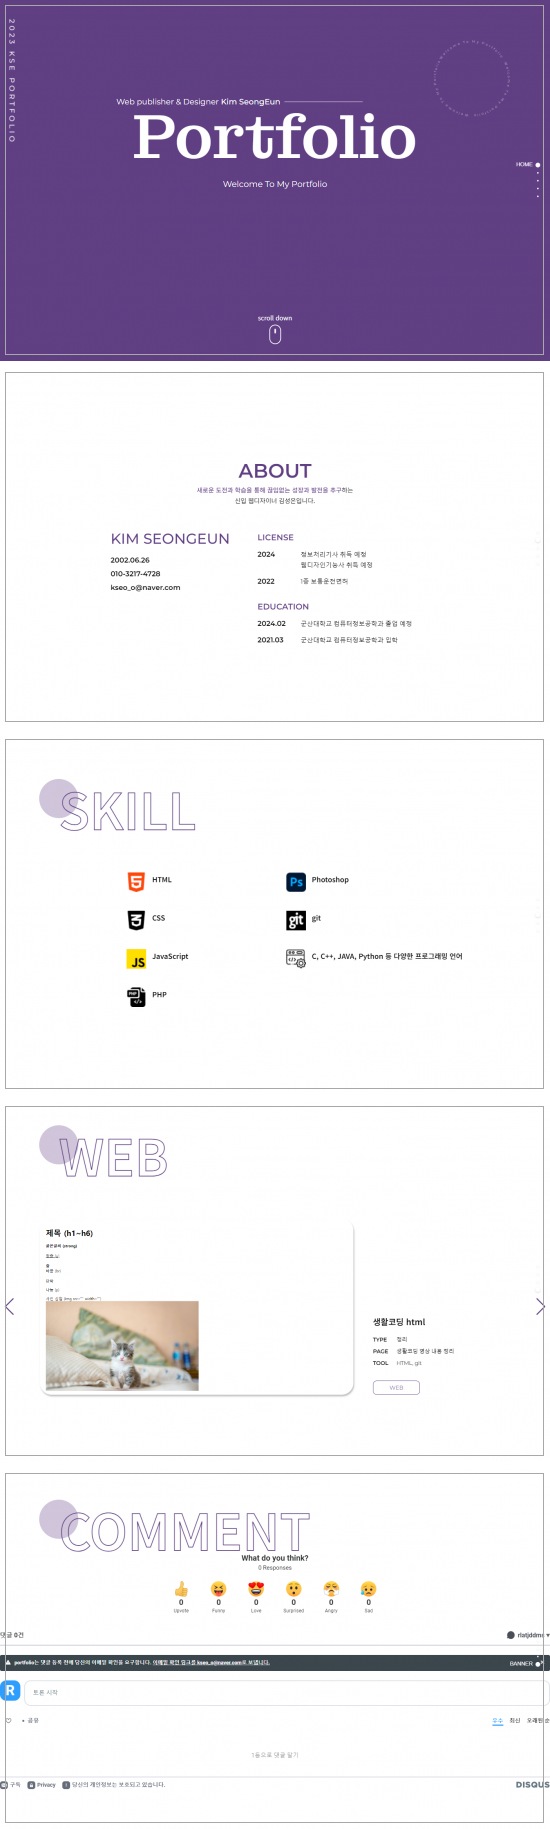 2023 KSE PORTFOLIO
Web publisher & Designer Kim SeongEun
Portfolio
Welcome To My Portfolio
HOME
scroll down
ABOUT
새로운 도전과 학습을 통해 끊임없는 성장과 발전을 추구하는
신입 웹디자이너 김성은입니다.
KIM SEONGEUN
2002.06.26
010-3217-4728
kseo_o@naver.com
LICENSE
2024 정보처리기사 취득 예정
웹디자인기능사 취득 예정
2022 1종 보통운전면허
EDUCATION
2024.02 군산대학교 컴퓨터정보공학과 졸업 예정
2021.03 군산대학교 컴퓨터정보공학과 입학
SKILL
HTML
Photoshop
CSS
git
JavaScript
C, C++, JAVA, Python 등 다양한 프로그래밍 언어
PHP
WEB
제목 (h1~h6)
생활코딩 html
TYPE 정리
PAGE 생활코딩 영상 내용 정리
TOOL HTML, git
WEB
COMMENT
What do you think?
0 Responses
0 0 0 0 0 0
Upvote Funny Love Surprised Angry Sad
댓글 0건
portfolio는 댓글 등록 전에 당신의 이메일 확인을 요구합니다. 이메일 확인 링크를 kseo_o@naver.com로 보냅니다.
BANNER
R
토론 시작
공유
우수 최신 오래된 순
1등으로 댓글 달기
구독 Privacy 당신의 개인정보는 보호되고 있습니다.
DISQUS